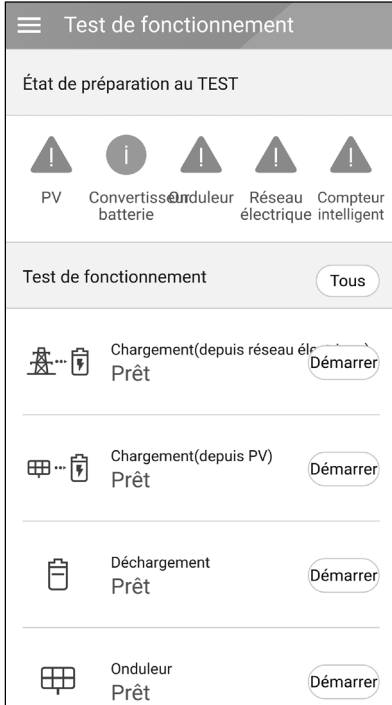 Test de fonctionnement
État de préparation au TEST
PV
Convertisseur
batterie
Onduleur
Réseau
électrique
Compteur
intelligent
Test de fonctionnement
Tous
Chargement(depuis réseau
Prêt
Démarrer
Chargement(depuis PV)
Prêt
Démarrer
Déchargement
Prêt
Démarrer
Onduleur
Prêt
Démarrer